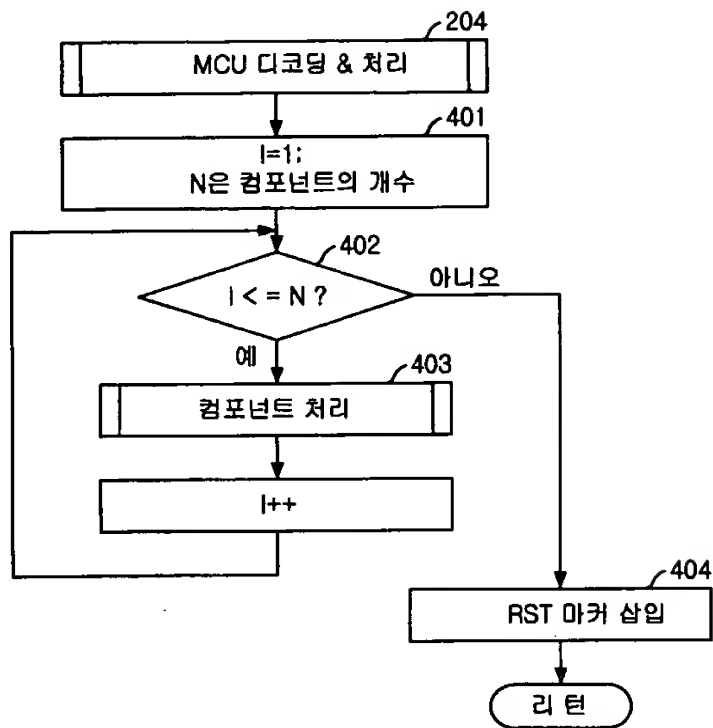 204
MCU 디코딩 & 처리
401
I=1;
N은 컴포넌트의 개수
402
I < = N ?
아니오
예
403
컴포넌트 처리
I++
404
RST 마커 삽입
리 턴